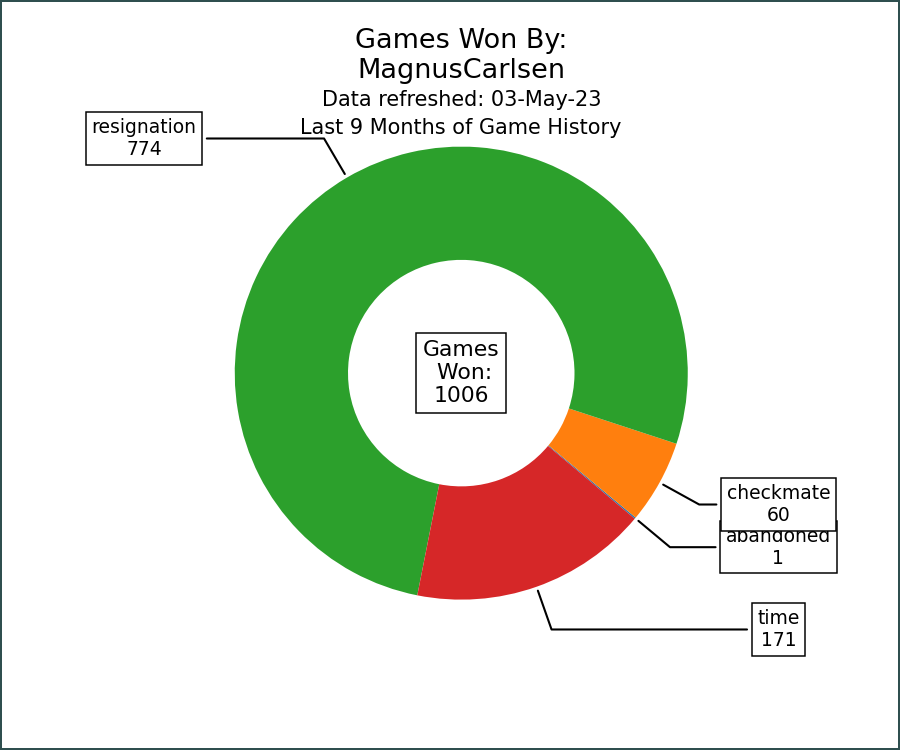 Games Won By:
MagnusCarlsen
Data refreshed: 03-May-23
Last 9 Months of Game History
resignation
774
Games
Won:
1006
checkmate
60
abandoned
1
time
171